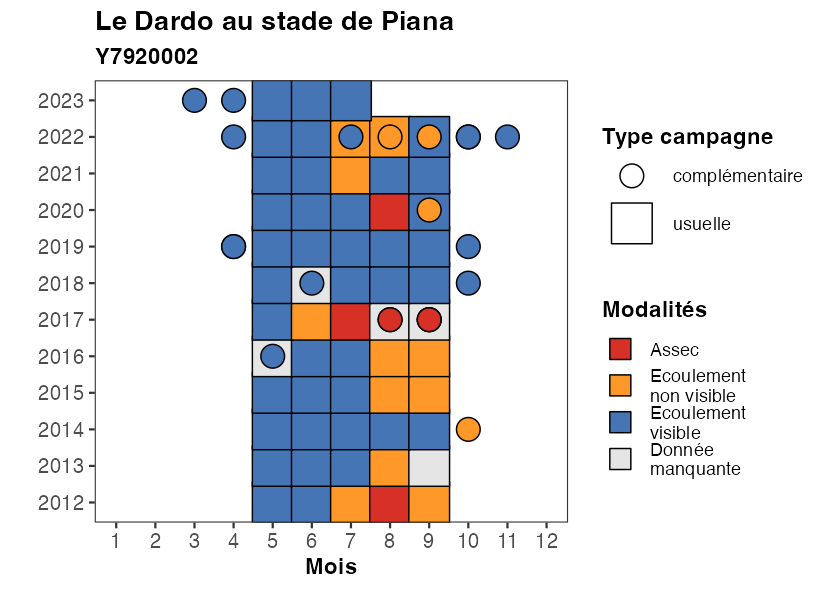 Le Dardo au stade de Piana
Y7920002
2023
2022
2021
2020
2019
2018
2017
2016
2015
2014
2013
2012
1 2 3 4 5 6 7 8 9 10 11 12
Mois
Type campagne
complémentaire
usuelle
Modalités
Assec
Ecoulement
non visible
Ecoulement
visible
Donnée
manquante